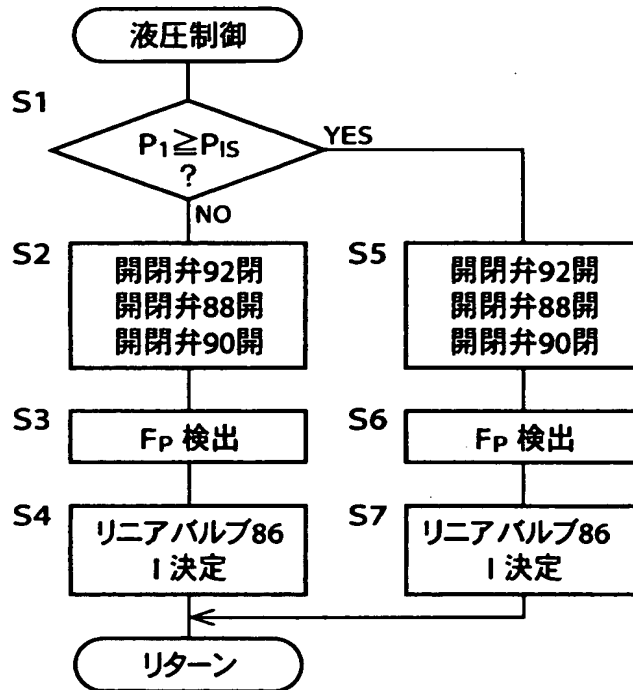 液圧制御
S1
P1≧PIS
?
YES
NO
S2
開閉弁92閉
開閉弁88開
開閉弁90開
S3
FP 検出
S4
リニアバルブ86
I 決定
S5
開閉弁92開
開閉弁88開
開閉弁90閉
S6
FP 検出
S7
リニアバルブ86
I 決定
リターン